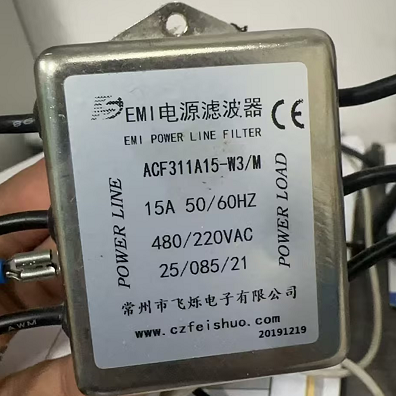 EMI电源滤波器 CE
EMI POWER LINE FILTER
ACF311A15-W3/M
15A 50/60HZ
480/220VAC
25/085/21
POWER LINE
POWER LOAD
常州市飞烁电子有限公司
www.czfeishuo.com
20191219
AWM